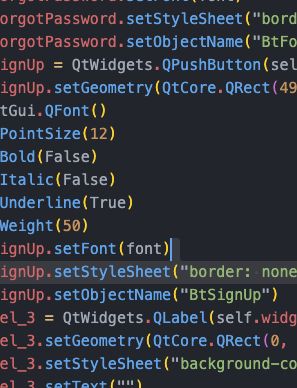 orgotPassword.setStyleSheet("bord
orgotPassword.setObjectName("BtFo
ignUp = QtWidgets.QPushButton(sel
ignUp.setGeometry(QtCore.QRect(49
tGui.QFont()
PointSize(12)
Bold(False)
Italic(False)
Underline(True)
Weight(50)
ignUp.setFont(font)
ignUp.setStyleSheet("border: none
ignUp.setObjectName("BtSignUp")
el_3 = QtWidgets.QLabel(self.widg
el_3.setGeometry(QtCore.QRect(0,
el_3.setStyleSheet("background-co
el_3.setText("")